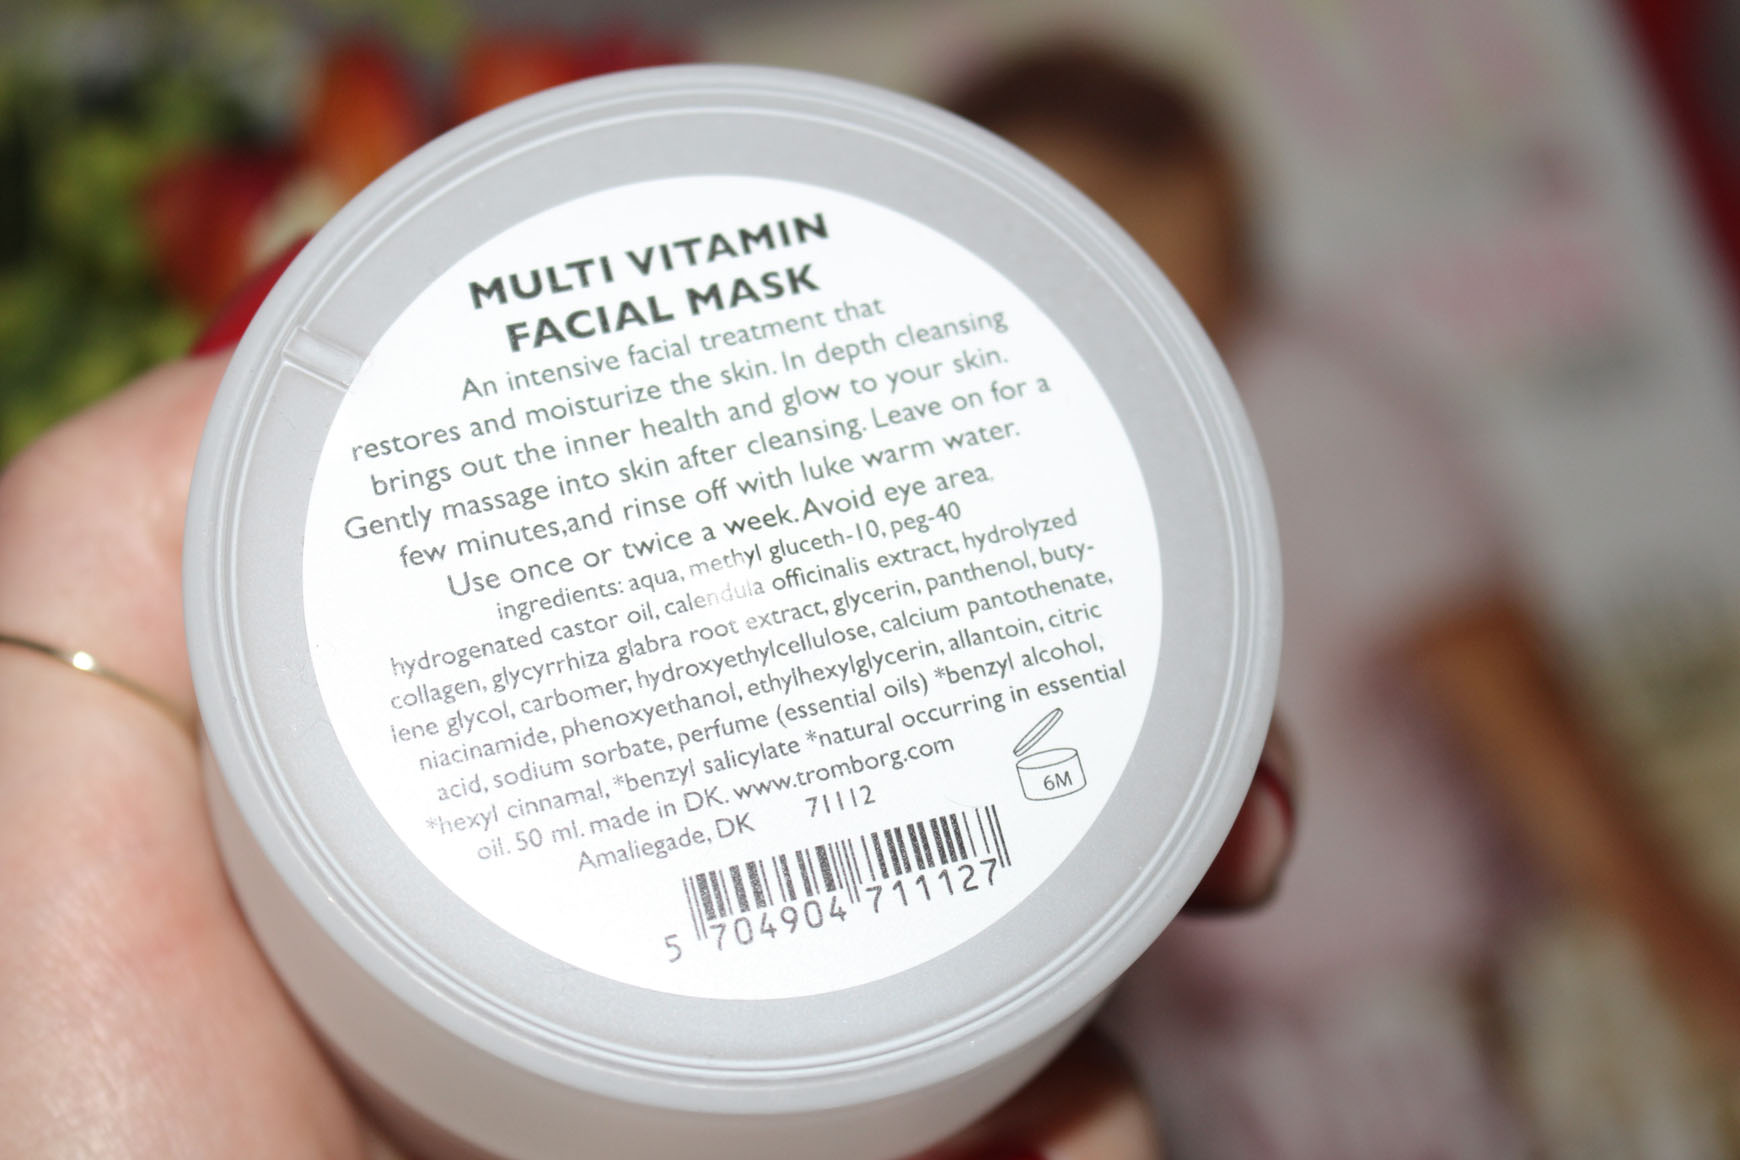 MULTI VITAMIN
FACIAL MASK
An intensive facial treatment that
restores and moisturize the skin. In depth cleansing
brings out the inner health and glow to your skin.
Gently massage into skin after cleansing. Leave on for a
few minutes,and rinse off with luke warm water.
Use once or twice a week. Avoid eye area,
ingredients: aqua, methyl gluceth-10, peg-40
hydrogenated castor oil, calendula officinalis extract, hydrolyzed
collagen, glycyrrhiza glabra root extract, glycerin, panthenol, buty-
lene glycol, carbomer, hydroxyethylcellulose, calcium pantothenate,
niacinamide, phenoxyethanol, ethylhexylglycerin, allantoin, citric
acid, sodium sorbate, perfume (essential oils) *benzyl alcohol,
*hexyl cinnamal, *benzyl salicylate *natural occurring in essential
oil. 50 ml. made in DK. www.tromborg.com
Amaliegade, DK 71112
6M
5 704904 711127